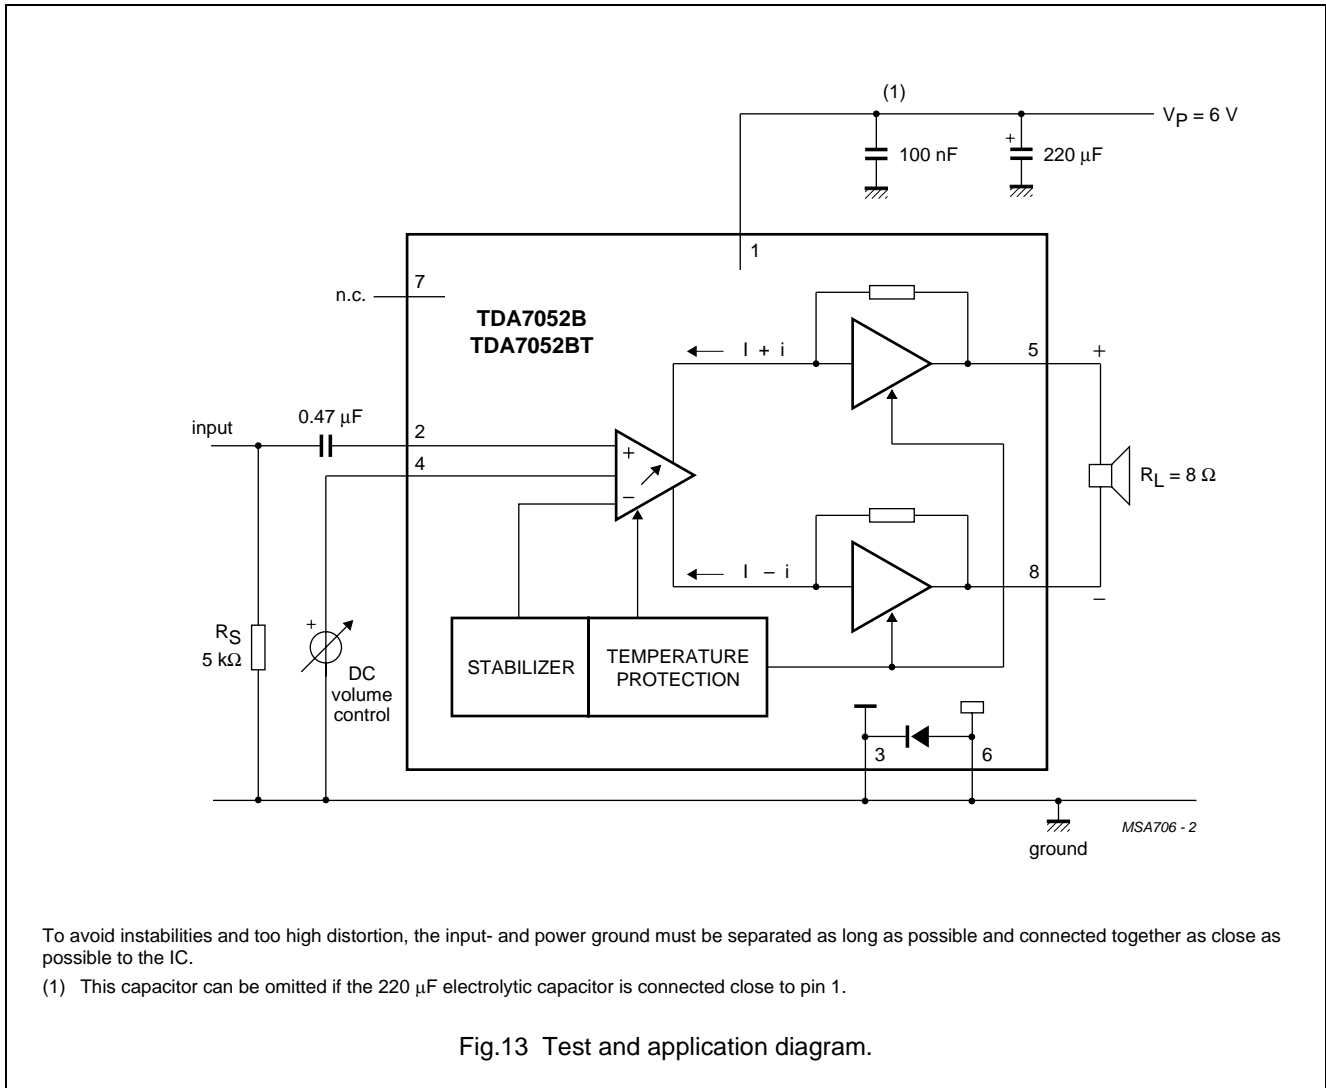 (1)
V_P = 6 V
+
100 nF
220 μF
1
7
n.c.
TDA7052B
TDA7052BT
I + i
5
+
0.47 μF
input
2
+
4
R_L = 8 Ω
−
I − i
8
−
R_S
5 kΩ
+
DC
volume
control
STABILIZER
TEMPERATURE
PROTECTION
3
6
MSA706 - 2
ground
To avoid instabilities and too high distortion, the input- and power ground must be separated as long as possible and connected together as close as
possible to the IC.
(1) This capacitor can be omitted if the 220 μF electrolytic capacitor is connected close to pin 1.
Fig.13 Test and application diagram.